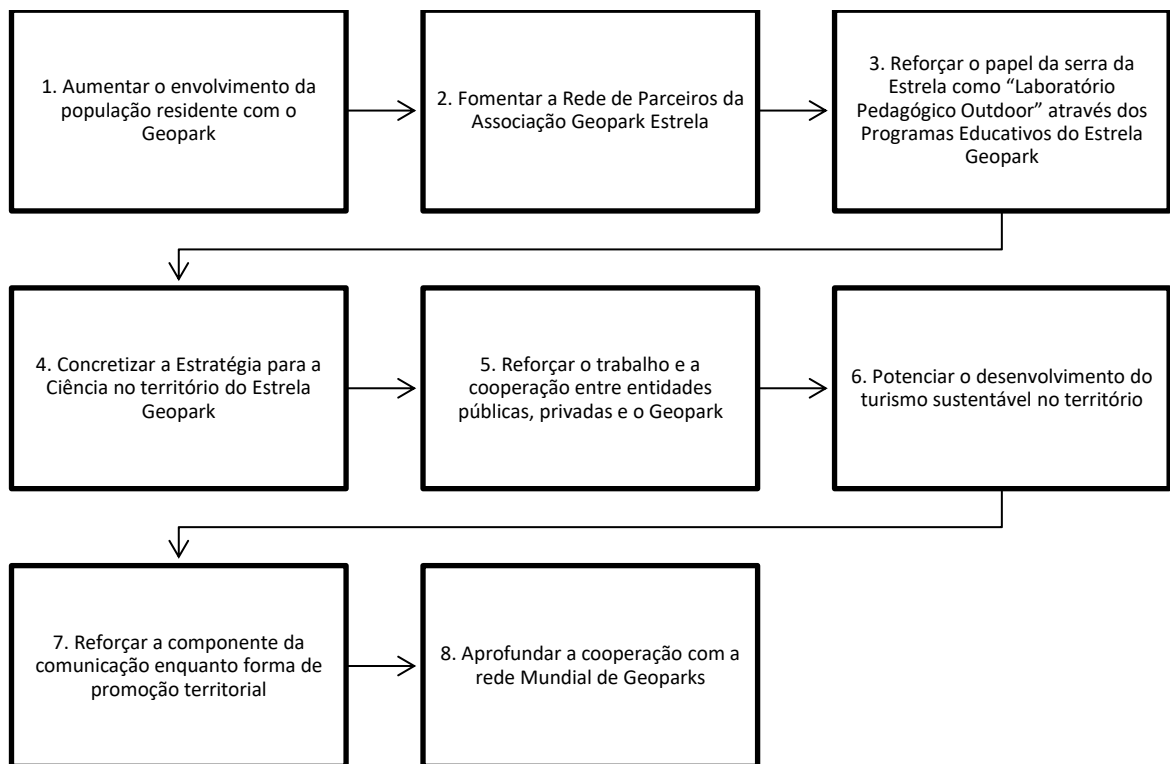 1. Aumentar o envolvimento da
população residente com o
Geopark
2. Fomentar a Rede de Parceiros da
Associação Geopark Estrela
3. Reforçar o papel da serra da
Estrela como “Laboratório
Pedagógico Outdoor” através dos
Programas Educativos do Estrela
Geopark
4. Concretizar a Estratégia para a
Ciência no território do Estrela
Geopark
5. Reforçar o trabalho e a
cooperação entre entidades
públicas, privadas e o Geopark
6. Potenciar o desenvolvimento do
turismo sustentável no território
7. Reforçar a componente da
comunicação enquanto forma de
promoção territorial
8. Aprofundar a cooperação com a
rede Mundial de Geoparks